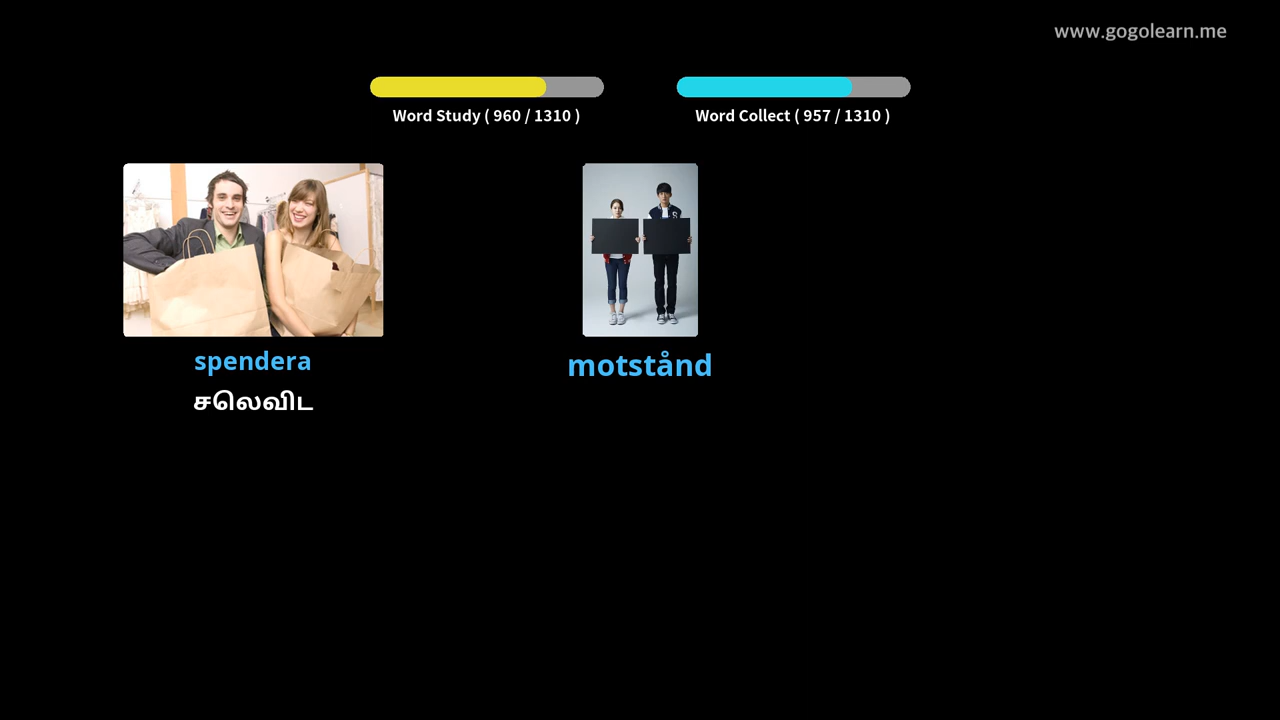 www.gogolearn.me
Word Study ( 960 / 1310 )
Word Collect ( 957 / 1310 )
spendera
சலெவிட
motstånd